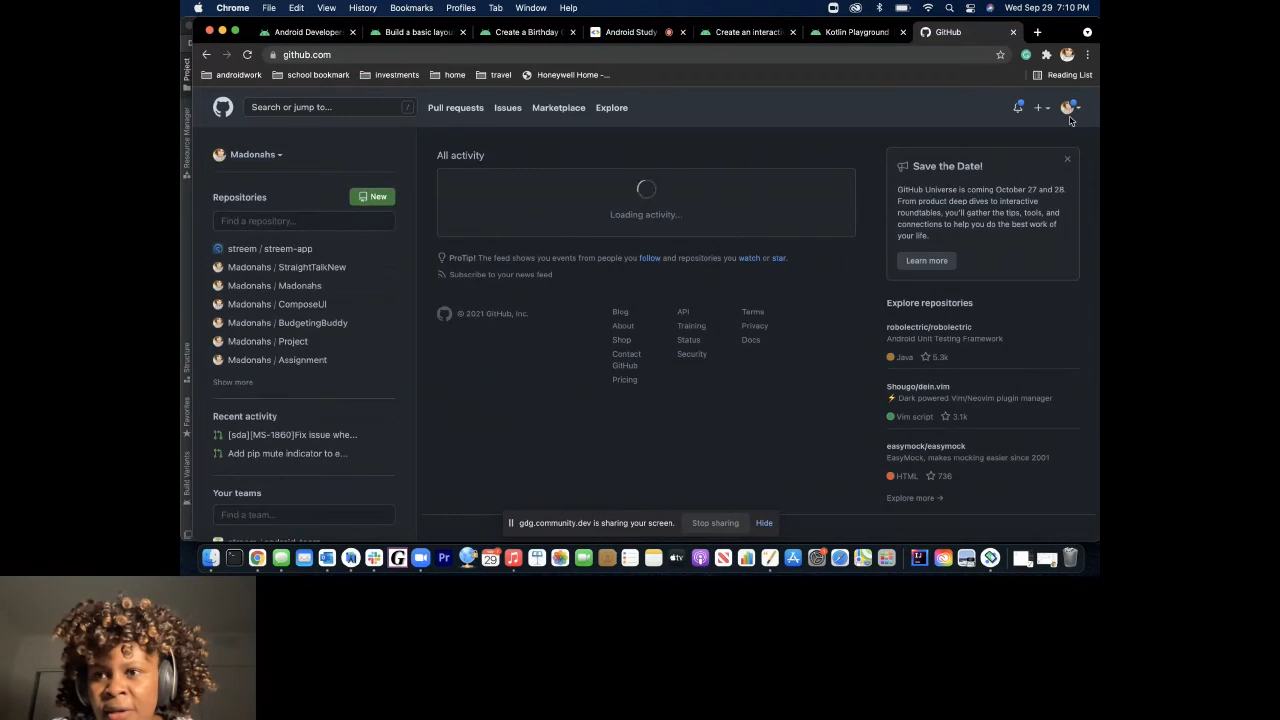 Chrome File Edit View History Bookmarks Profiles Tab Window Help Wed Sep 29 7:10 PM
Android Developer Build a basic layou Create a Birthday Android Study Create an interacti Kotlin Playground GitHub
github.com
androidwork school bookmark investments home travel Honeywell Home -... Reading List
Search or jump to... / Pull requests Issues Marketplace Explore
Madonahs
Repositories New
Find a repository...
streem / streem-app
Madonahs / StraightTalkNew
Madonahs / Madonahs
Madonahs / ComposeUI
Madonahs / BudgetingBuddy
Madonahs / Project
Madonahs / Assignment
Show more
Recent activity
[sda][MS-1860]Fix issue whe...
Add pip mute indicator to e...
Your teams
Find a team...
All activity
Loading activity...
ProTip! The feed shows you events from people you follow and repositories you watch or star.
Subscribe to your news feed
© 2021 GitHub, Inc.
Blog
About
Shop
Contact
GitHub
Pricing
API
Training
Status
Security
Terms
Privacy
Docs
Save the Date!
GitHub Universe is coming October 27 and 28.
From product deep dives to interactive
roundtables, you'll gather the tips, tools, and
connections to help you do the best work of
your life.
Learn more
Explore repositories
robolectric/robolectric
Android Unit Testing Framework
Java 5.3k
Shougo/dein.vim
Dark powered Vim/Neovim plugin manager
Vim script 3.1k
easymock/easymock
EasyMock, makes mocking easier since 2001
HTML 736
Explore more →
gdg.community.dev is sharing your screen. Stop sharing Hide
Project
Resource Manager
Structure
Favorites
Build Variants